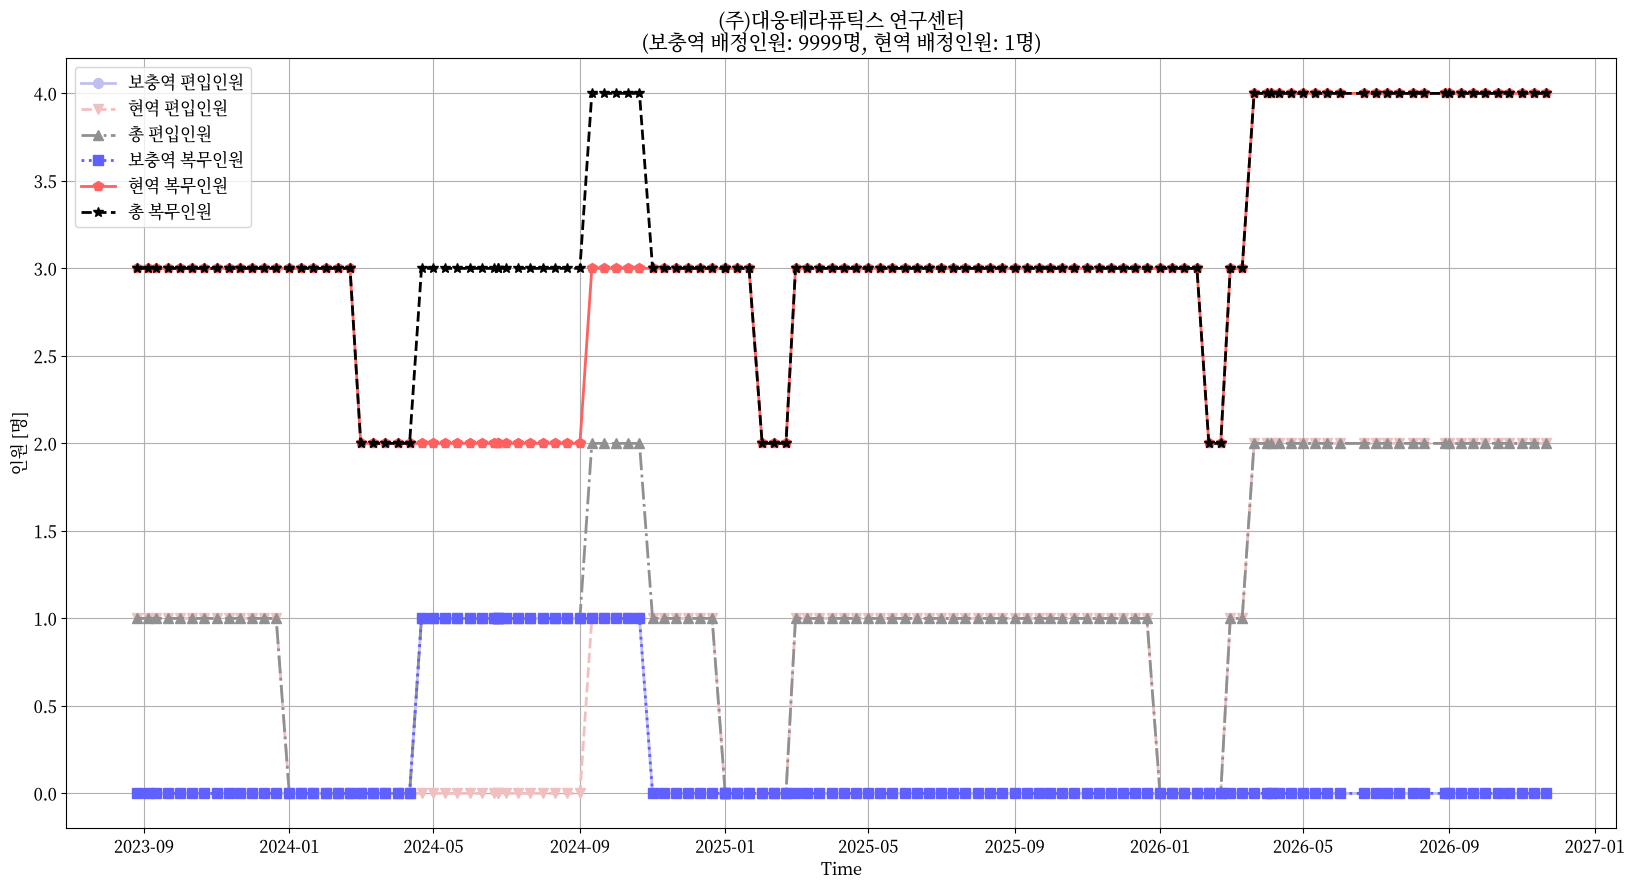 (주)대웅테라퓨틱스 연구센터
(보충역 배정인원: 9999명, 현역 배정인원: 1명)
보충역 편입인원
현역 편입인원
총 편입인원
보충역 복무인원
현역 복무인원
총 복무인원
인원 [명]
4.0
3.5
3.0
2.5
2.0
1.5
1.0
0.5
0.0
2023-09 2024-01 2024-05 2024-09 2025-01 2025-05 2025-09 2026-01 2026-05 2026-09 2027-01
Time